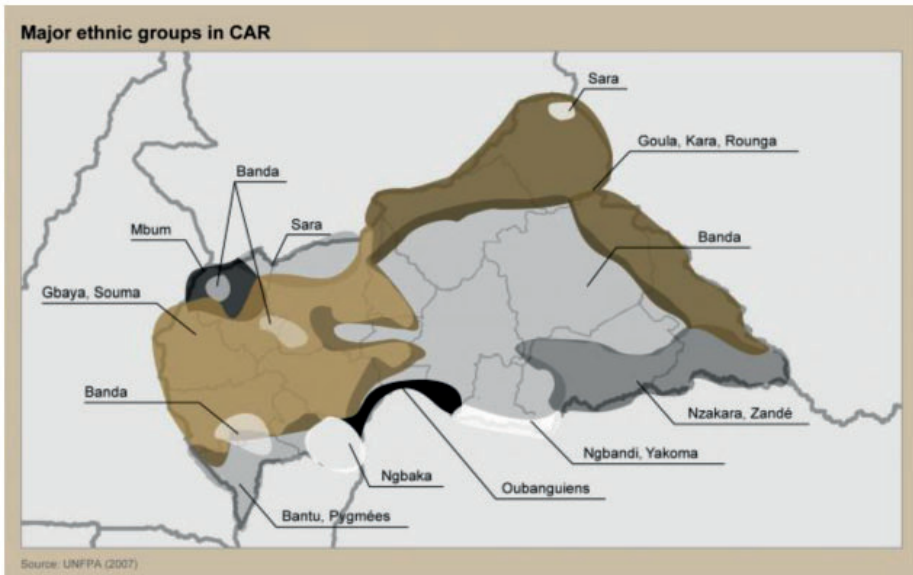 Major ethnic groups in CAR
Sara
Goula, Kara, Rounga
Banda
Sara
Mbum
Banda
Gbaya, Souma
Banda
Nzakara, Zandé
Ngbandi, Yakoma
Ngbaka
Oubanguiens
Bantu, Pygmées
Source: UNFPA (2007)